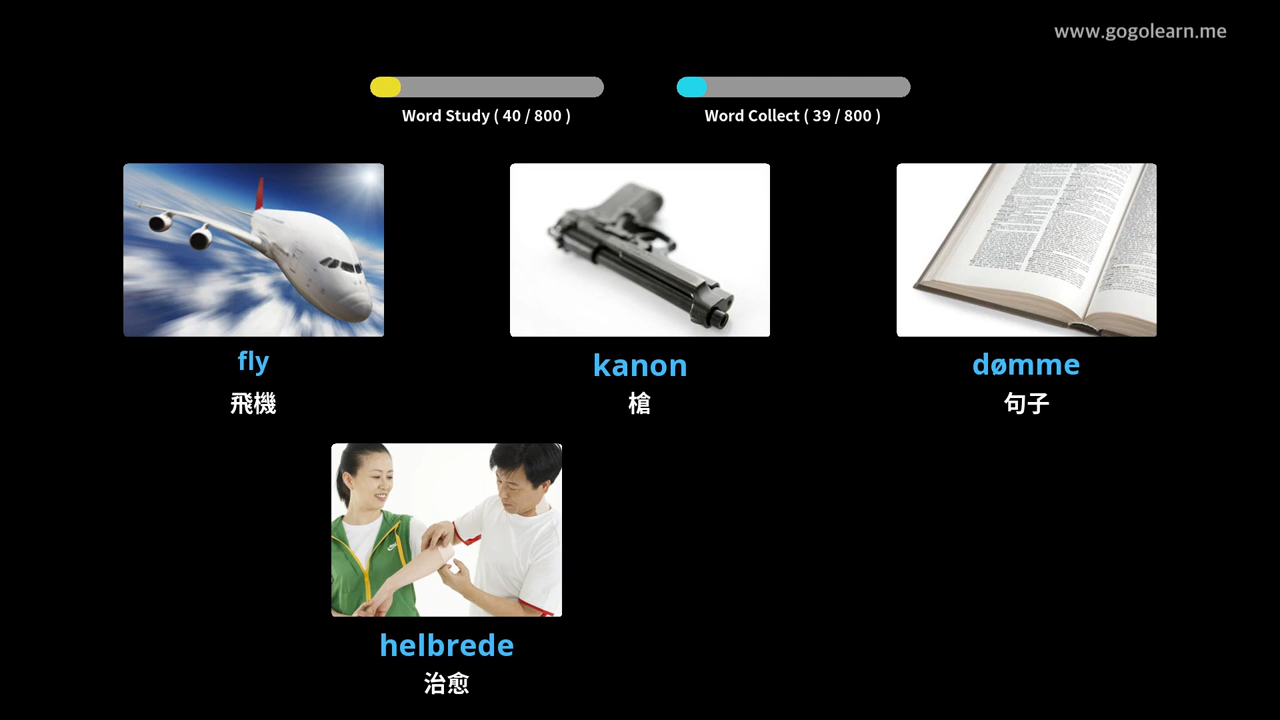 www.gogolearn.me
Word Study ( 40 / 800 )
Word Collect ( 39 / 800 )
fly
飛機
kanon
槍
dømme
句子
helbrede
治愈